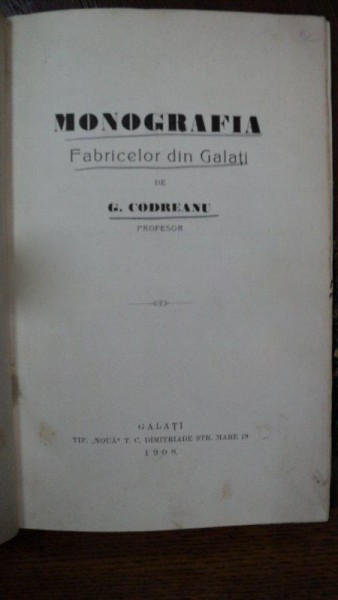 MONOGRAFIA
Fabricelor din Galați
DE
G. CODREANU
PROFESOR
GALAȚI
TIP. „NOUĂ“ T. C. DIMITRIADE STR. MARE 19
1908.